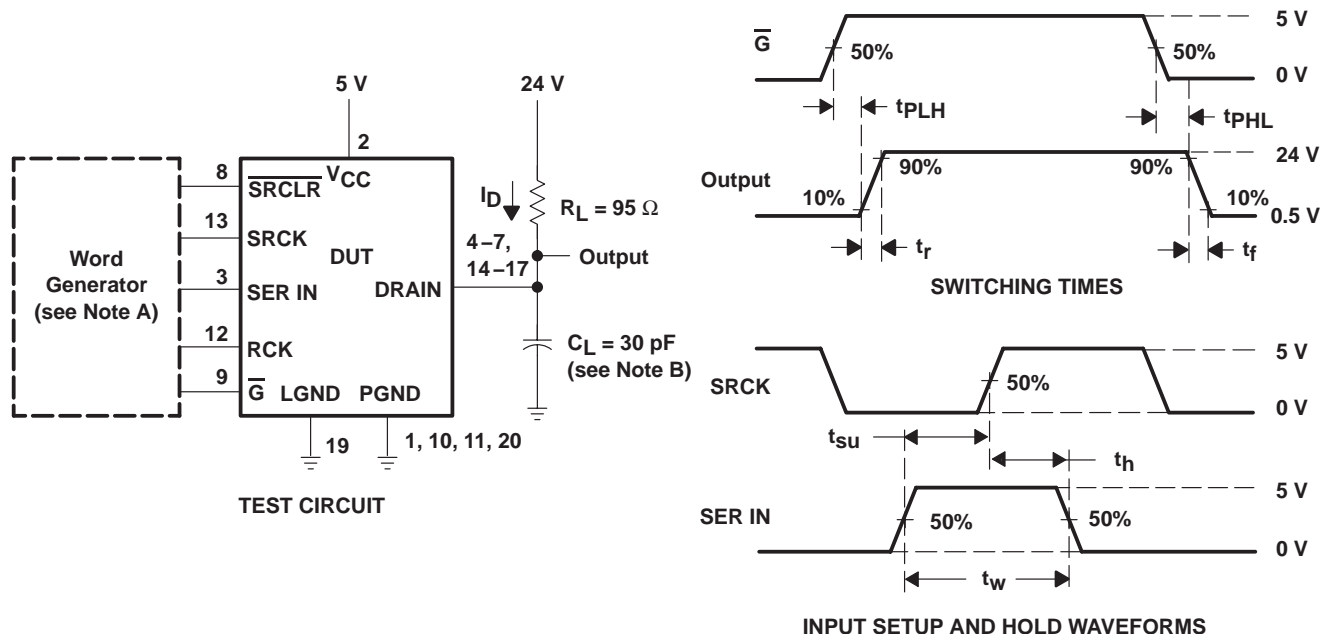 5 V
24 V
2
8
SRCLR
VCC
13
SRCK
DUT
3
SER IN
DRAIN
12
RCK
9
G
LGND
PGND
19
1, 10, 11, 20
Word
Generator
(see Note A)
ID
RL = 95 Ω
4–7,
14–17
Output
CL = 30 pF
(see Note B)
TEST CIRCUIT
G
50%
50%
5 V
0 V
tPLH
tPHL
Output
10%
90%
90%
10%
24 V
0.5 V
tr
tf
SWITCHING TIMES
SRCK
50%
5 V
0 V
tsu
th
SER IN
50%
50%
5 V
0 V
tw
INPUT SETUP AND HOLD WAVEFORMS